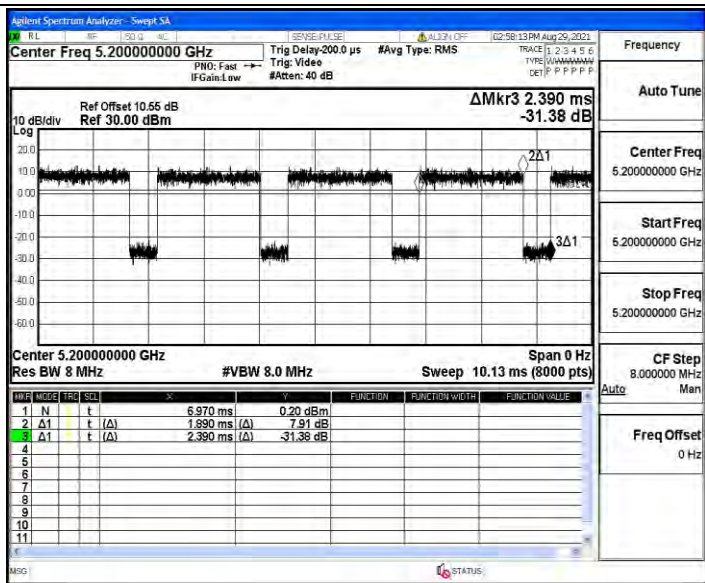 Agilent Spectrum Analyzer - Swept SA
RL RF 50 Ω AC SENSE:PULSE ALIGN OFF 02:58:13 PM Aug 29, 2021
Center Freq 5.200000000 GHz
PNO: Fast
IFGain:Low
Trig Delay-200.0 µs
Trig: Video
#Atten: 40 dB
#Avg Type: RMS
TRACE 1 2 3 4 5 6
TYPE WWWWWW
DET P P P P P P
Ref Offset 10.55 dB
10 dB/div Ref 30.00 dBm
Log
ΔMkr3 2.390 ms
-31.38 dB
20.0
10.0
0.00
-10.0
-20.0
-30.0
-40.0
-50.0
-60.0
2Δ1
3Δ1
Center 5.200000000 GHz Span 0 Hz
Res BW 8 MHz #VBW 8.0 MHz Sweep 10.13 ms (8000 pts)
MKR MODE TRC SCL X Y FUNCTION FUNCTION WIDTH FUNCTION VALUE
1 N t 6.970 ms 0.20 dBm
2 Δ1 t (Δ) 1.890 ms (Δ) 7.91 dB
3 Δ1 t (Δ) 2.390 ms (Δ) -31.38 dB
4
5
6
7
8
9
10
11
MSG STATUS
Frequency
Auto Tune
Center Freq
5.200000000 GHz
Start Freq
5.200000000 GHz
Stop Freq
5.200000000 GHz
CF Step
8.000000 MHz
Auto Man
Freq Offset
0 Hz